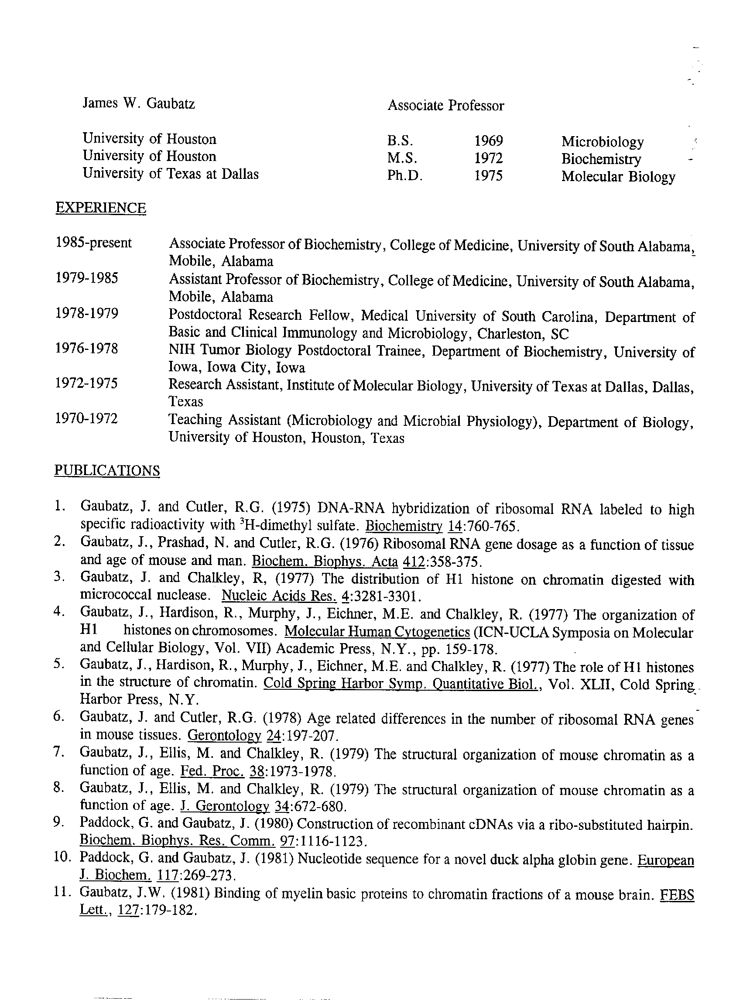 James W. Gaubatz Associate Professor
University of Houston B.S. 1969 Microbiology
University of Houston M.S. 1972 Biochemistry
University of Texas at Dallas Ph.D. 1975 Molecular Biology
EXPERIENCE
1985-present Associate Professor of Biochemistry, College of Medicine, University of South Alabama,
Mobile, Alabama
1979-1985 Assistant Professor of Biochemistry, College of Medicine, University of South Alabama,
Mobile, Alabama
1978-1979 Postdoctoral Research Fellow, Medical University of South Carolina, Department of
Basic and Clinical Immunology and Microbiology, Charleston, SC
1976-1978 NIH Tumor Biology Postdoctoral Trainee, Department of Biochemistry, University of
Iowa, Iowa City, Iowa
1972-1975 Research Assistant, Institute of Molecular Biology, University of Texas at Dallas, Dallas,
Texas
1970-1972 Teaching Assistant (Microbiology and Microbial Physiology), Department of Biology,
University of Houston, Houston, Texas
PUBLICATIONS
1. Gaubatz, J. and Cutler, R.G. (1975) DNA-RNA hybridization of ribosomal RNA labeled to high
specific radioactivity with ³H-dimethyl sulfate. Biochemistry 14:760-765.
2. Gaubatz, J., Prashad, N. and Cutler, R.G. (1976) Ribosomal RNA gene dosage as a function of tissue
and age of mouse and man. Biochem. Biophys. Acta 412:358-375.
3. Gaubatz, J. and Chalkley, R, (1977) The distribution of H1 histone on chromatin digested with
micrococcal nuclease. Nucleic Acids Res. 4:3281-3301.
4. Gaubatz, J., Hardison, R., Murphy, J., Eichner, M.E. and Chalkley, R. (1977) The organization of
H1 histones on chromosomes. Molecular Human Cytogenetics (ICN-UCLA Symposia on Molecular
and Cellular Biology, Vol. VII) Academic Press, N.Y., pp. 159-178.
5. Gaubatz, J., Hardison, R., Murphy, J., Eichner, M.E. and Chalkley, R. (1977) The role of H1 histones
in the structure of chromatin. Cold Spring Harbor Symp. Quantitative Biol., Vol. XLII, Cold Spring
Harbor Press, N.Y.
6. Gaubatz, J. and Cutler, R.G. (1978) Age related differences in the number of ribosomal RNA genes
in mouse tissues. Gerontology 24:197-207.
7. Gaubatz, J., Ellis, M. and Chalkley, R. (1979) The structural organization of mouse chromatin as a
function of age. Fed. Proc. 38:1973-1978.
8. Gaubatz, J., Ellis, M. and Chalkley, R. (1979) The structural organization of mouse chromatin as a
function of age. J. Gerontology 34:672-680.
9. Paddock, G. and Gaubatz, J. (1980) Construction of recombinant cDNAs via a ribo-substituted hairpin.
Biochem. Biophys. Res. Comm. 97:1116-1123.
10. Paddock, G. and Gaubatz, J. (1981) Nucleotide sequence for a novel duck alpha globin gene. European
J. Biochem. 117:269-273.
11. Gaubatz, J.W. (1981) Binding of myelin basic proteins to chromatin fractions of a mouse brain. FEBS
Lett., 127:179-182.